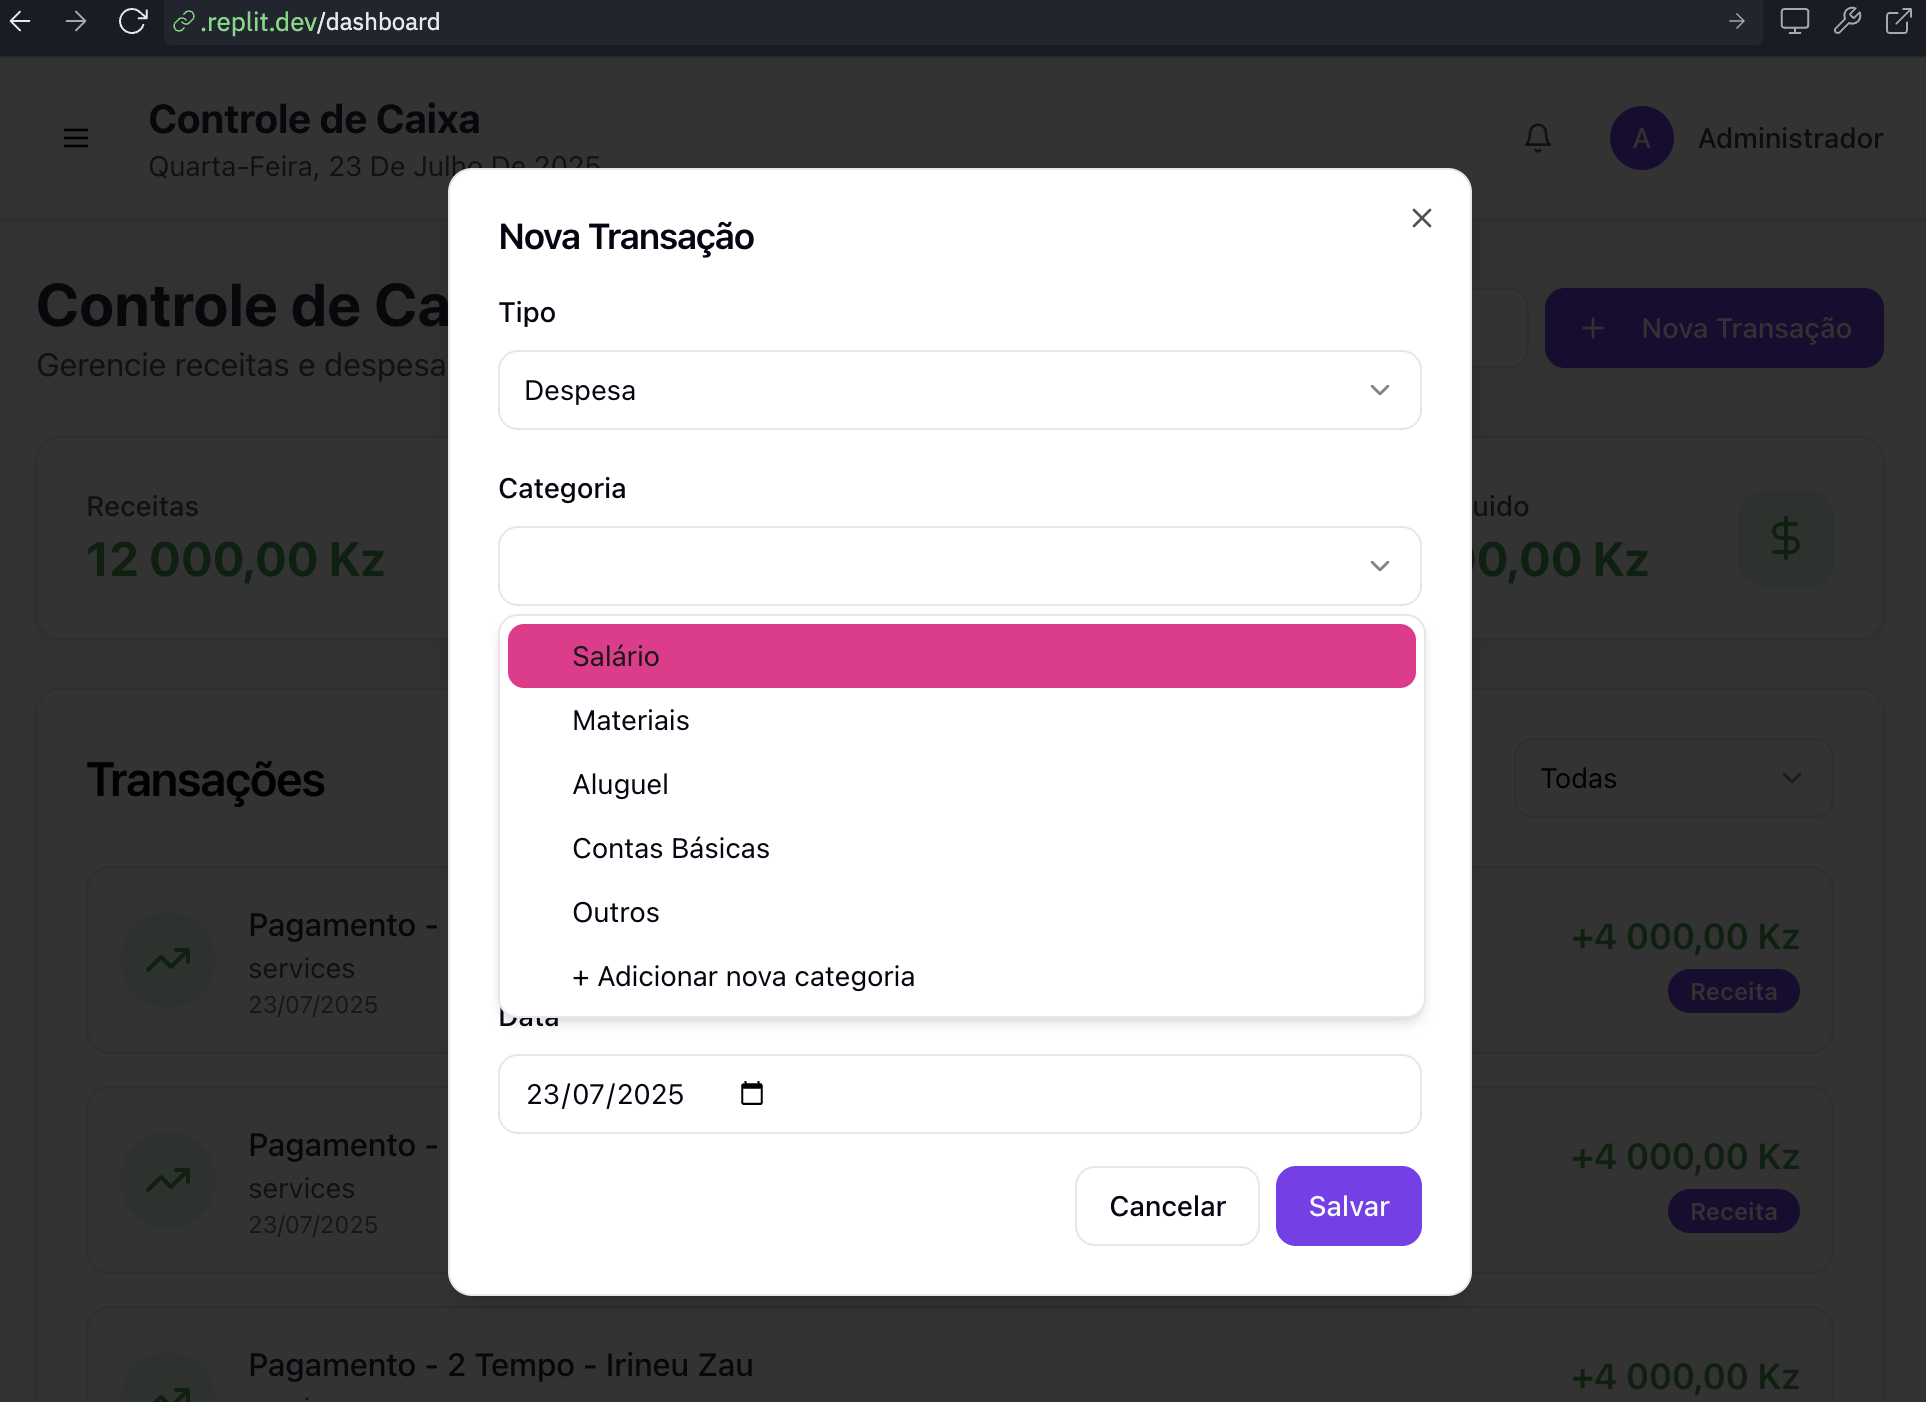 .replit.dev/dashboard
Controle de Caixa
Quarta-Feira, 23 De Julho De 2025
A
Administrador
Nova Transação
Controle de Ca
Gerencie receitas e despesa
+ Nova Transação
Tipo
Despesa
Categoria
Receitas
12 000,00 Kz
uido
00,00 Kz
$
Salário
Materiais
Aluguel
Contas Básicas
Outros
+ Adicionar nova categoria
Transações
Todas
Pagamento -
services
23/07/2025
+4 000,00 Kz
Receita
Data
23/07/2025
Pagamento -
services
23/07/2025
+4 000,00 Kz
Receita
Cancelar
Salvar
Pagamento - 2 Tempo - Irineu Zau
+4 000,00 Kz